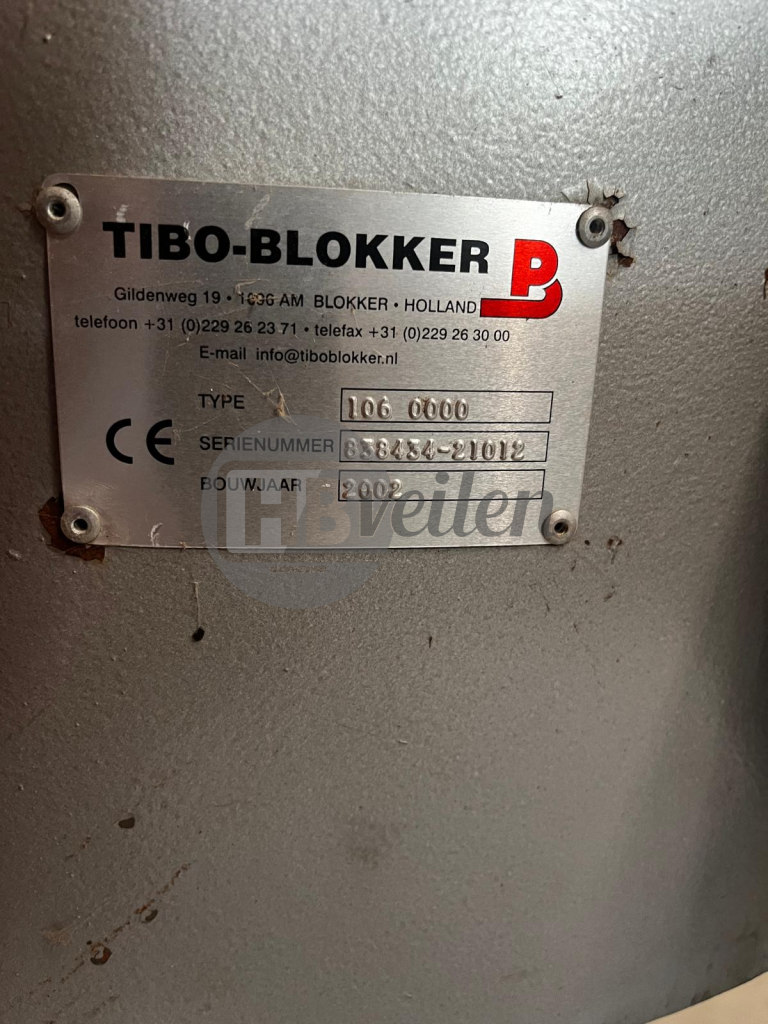 TIBO-BLOKKER
Gildenweg 19 • 1696 AM BLOKKER • HOLLAND
telefoon +31 (0)229 26 23 71 • telefax +31 (0)229 26 30 00
E-mail info@tiboblokker.nl
TYPE 106 0000
CE SERIENUMMER 838434-21012
BOUWJAAR 2002
HBveilen